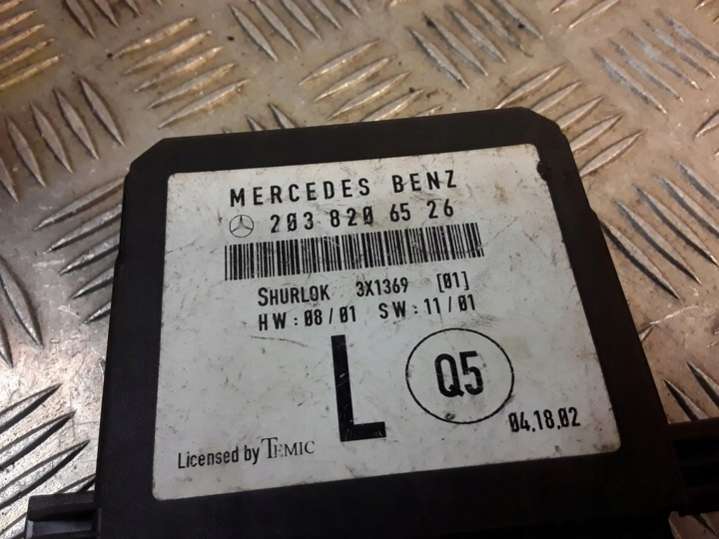 MERCEDES BENZ
203 820 65 26
SHURLOK 3X1369 [01]
HW:08/01 SW:11/01
L Q5
04.18.02
Licensed by TEMIC